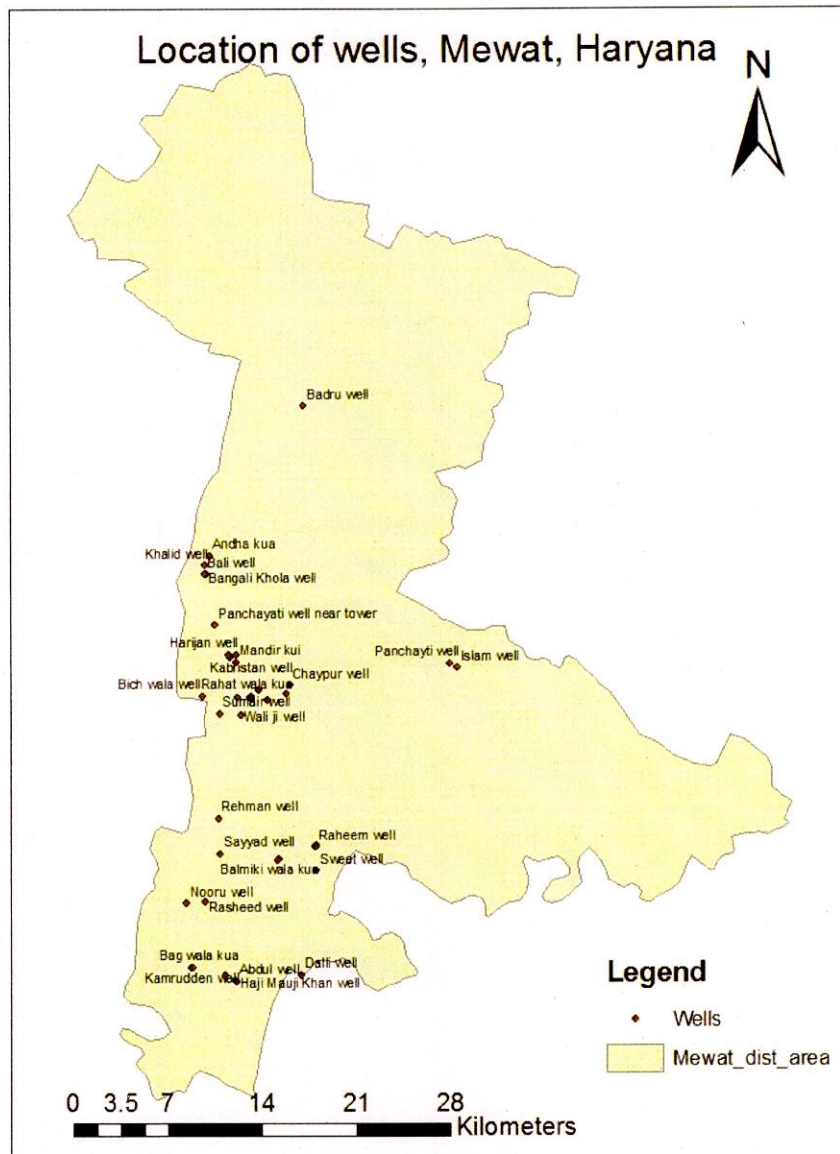 Location of wells, Mewat, Haryana
N
Badru well
Andha kua
Khalid well
Bali well
Bangali Khola well
Panchayati well near tower
Harijan well
Mandir kui
Panchayti well
Islam well
Kabristan well
Chaypur well
Bich wala well
Rahat wala kua
Sumair well
Wali ji well
Rehman well
Sayyad well
Raheem well
Balmiki wala kua
Sweet well
Nooru well
Rasheed well
Bag wala kua
Abdul well
Kamrudden well
Haji Mauji Khan well
Legend
Wells
Mewat_dist_area
0 3.5 7 14 21 28
Kilometers